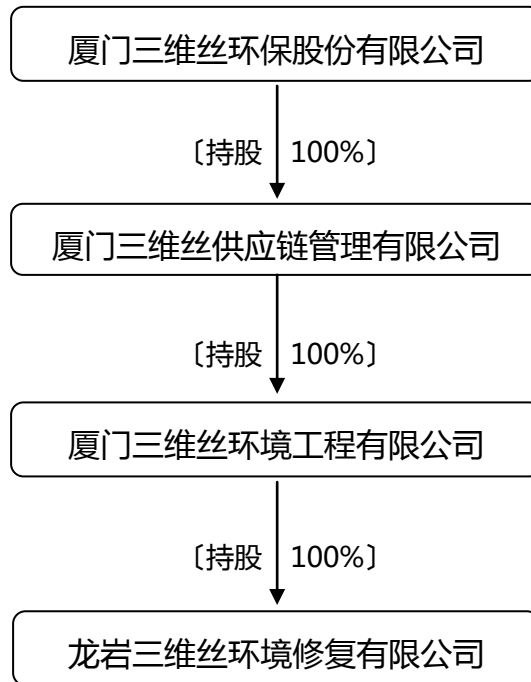 厦门三维丝环保股份有限公司
〔持股 100%〕
厦门三维丝供应链管理有限公司
〔持股 100%〕
厦门三维丝环境工程有限公司
〔持股 100%〕
龙岩三维丝环境修复有限公司